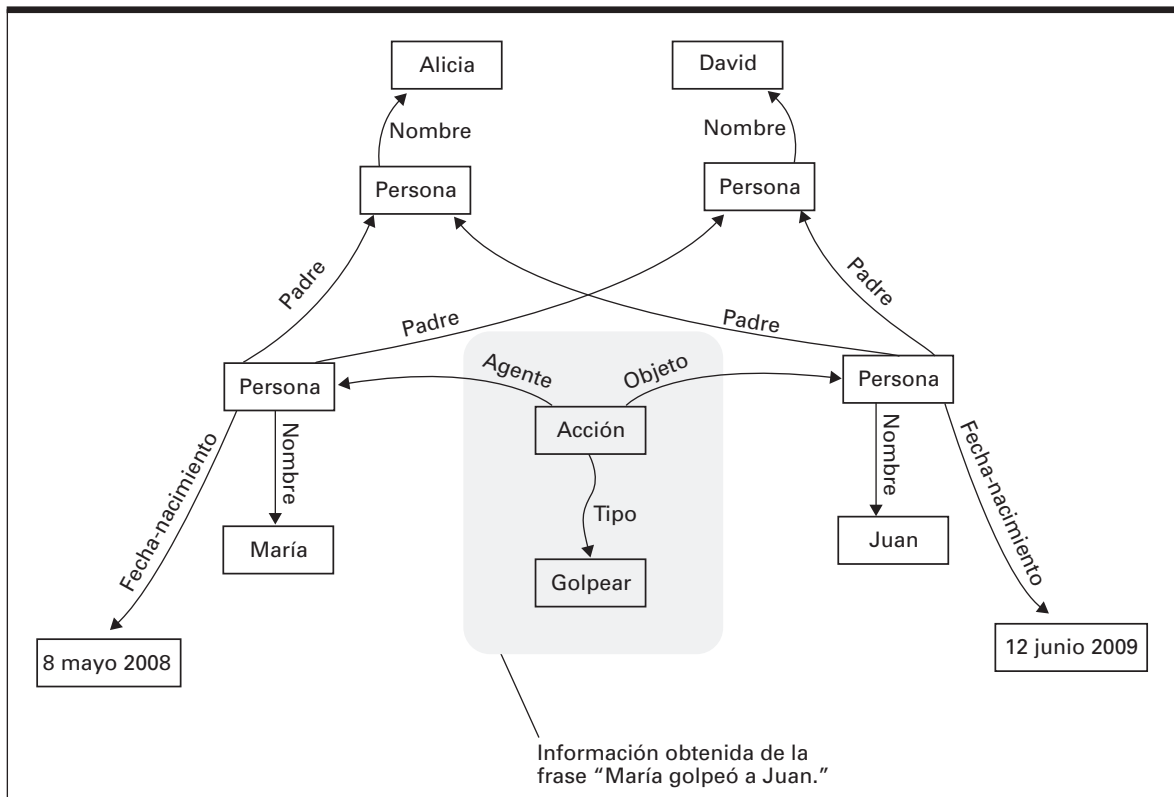 Alicia
David
Nombre
Nombre
Persona
Persona
Padre
Padre
Padre
Padre
Agente
Objeto
Persona
Persona
Acción
Nombre
Nombre
Fecha-nacimiento
Fecha-nacimiento
Tipo
María
Juan
Golpear
8 mayo 2008
12 junio 2009
Información obtenida de la
frase “María golpeó a Juan.”